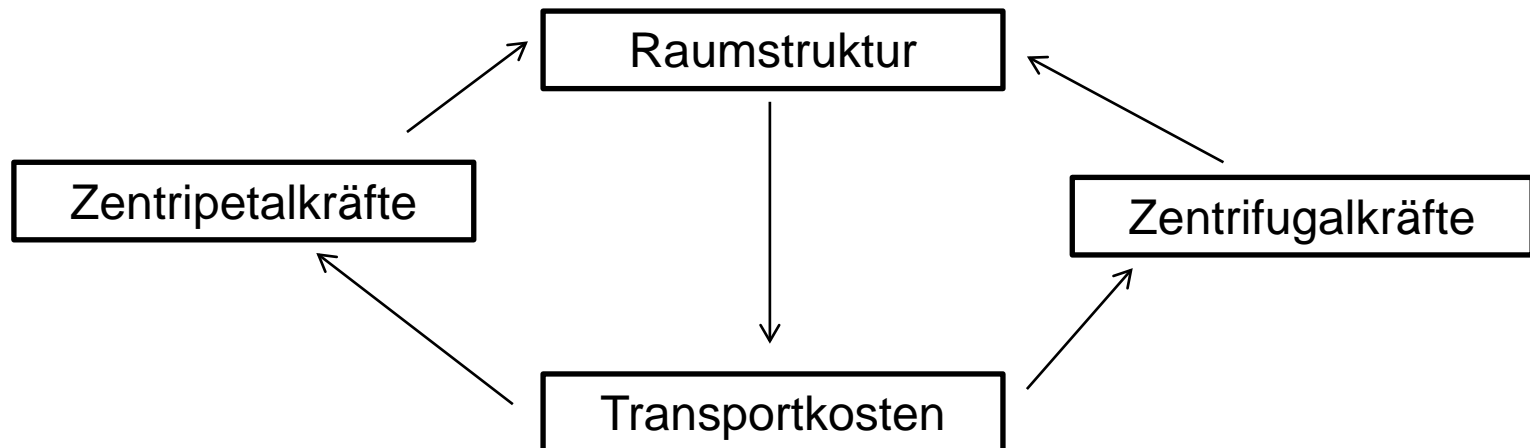 Raumstruktur
Zentripetalkräfte
Zentrifugalkräfte
Transportkosten